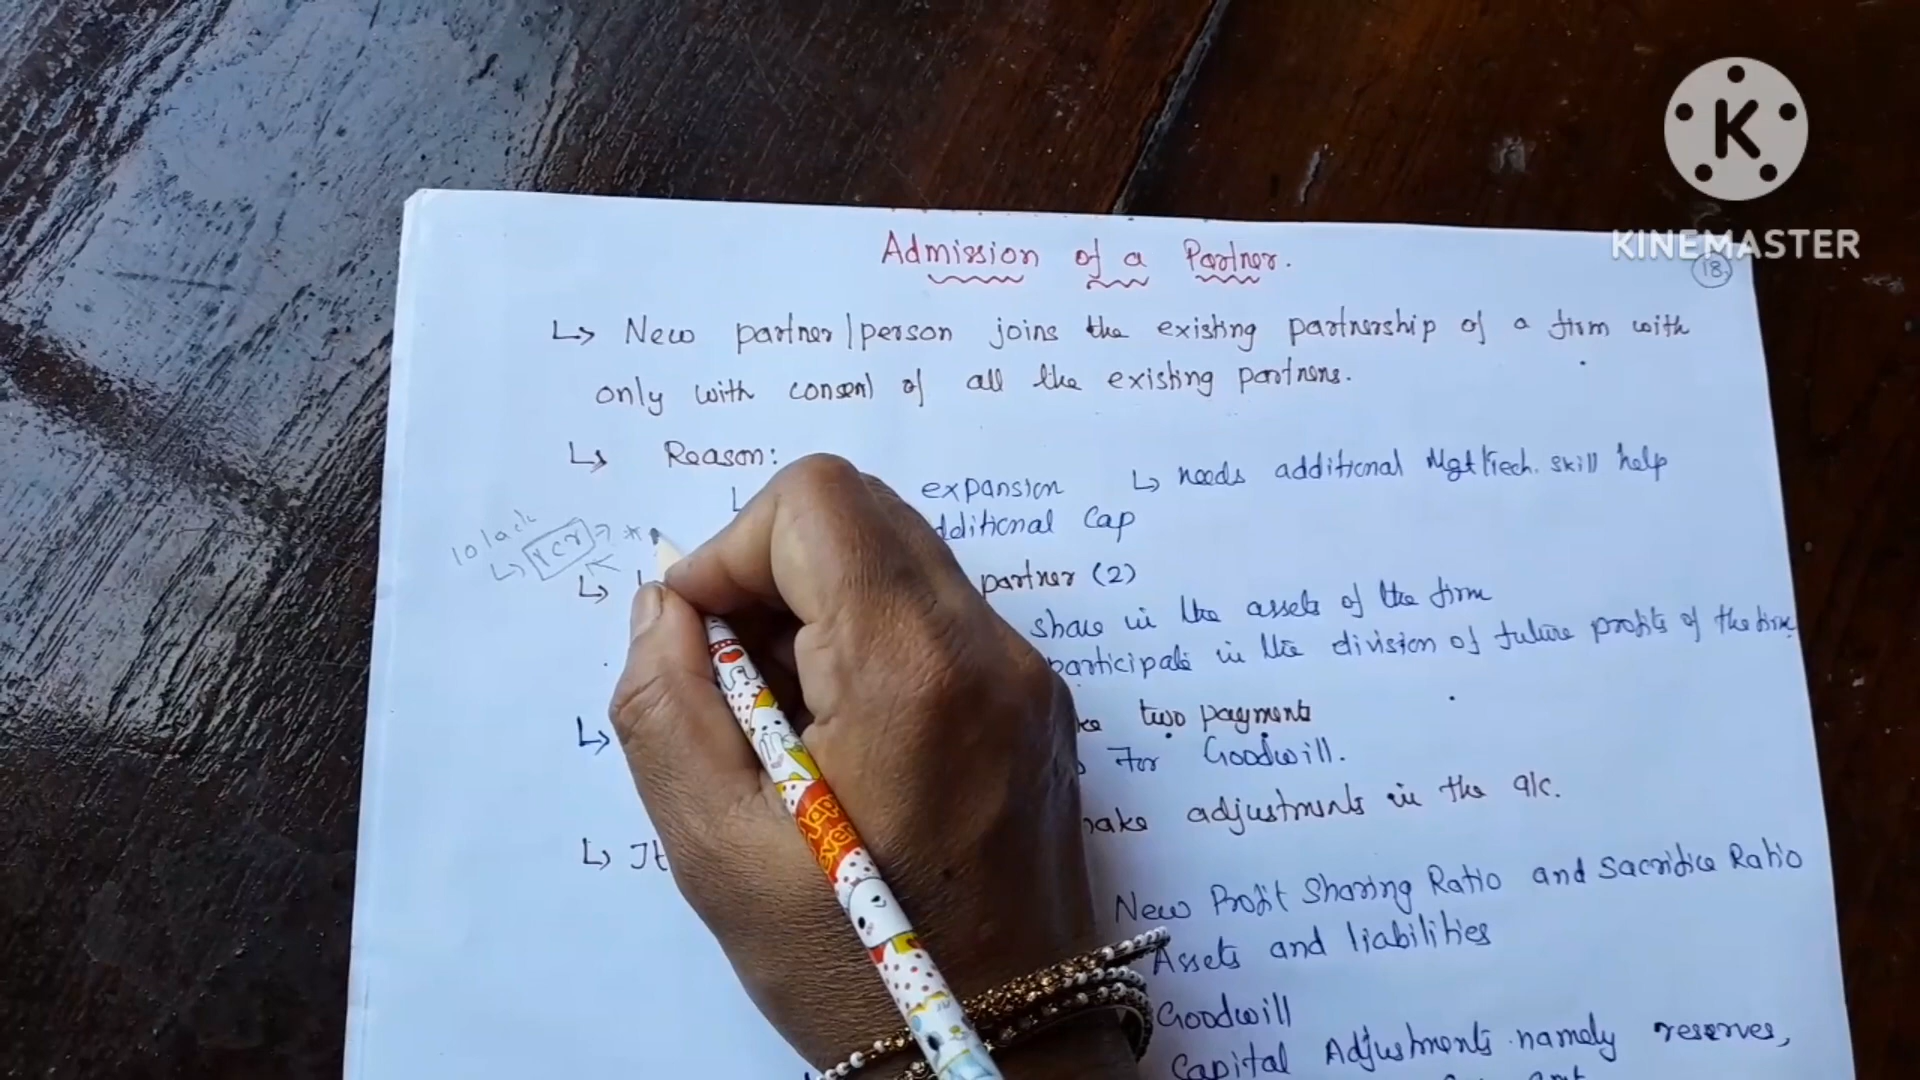 K
KINEMASTER
Admission of a Partner.
18
↳ New partner/person joins the existing partnership of a firm with
only with consent of all the existing partners.
↳ Reason:
↳ expansion ↳ needs additional Mgt/Tech. skill help
additional Cap
10 lack
↳ 1 cr → *
↳ partner (2)
share in the assets of the firm
participate in the division of future profits of the firm
↳ two payments
For Goodwill.
make adjustments in the a/c.
↳ It
New Profit Sharing Ratio and Sacrifice Ratio
Assets and liabilities
Goodwill
Capital Adjustments namely reserves,